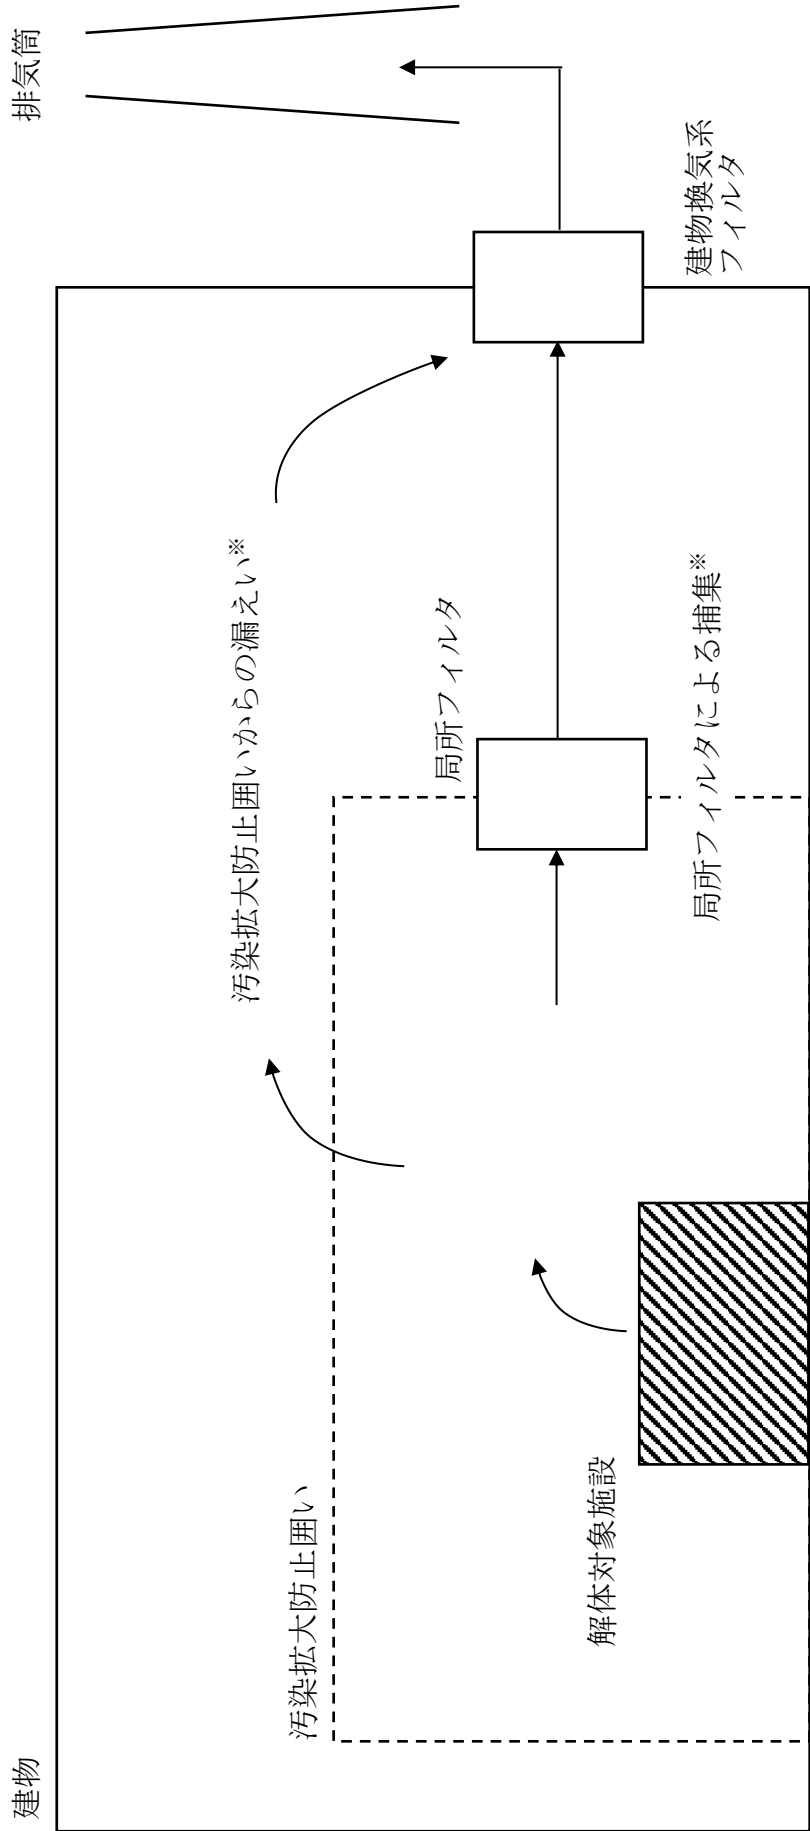 建物
排気筒
汚染拡大防止囲い
汚染拡大防止囲いからの漏えい※
局所フィルタ
解体対象施設
局所フィルタによる捕集※
建物換気系
フィルタ